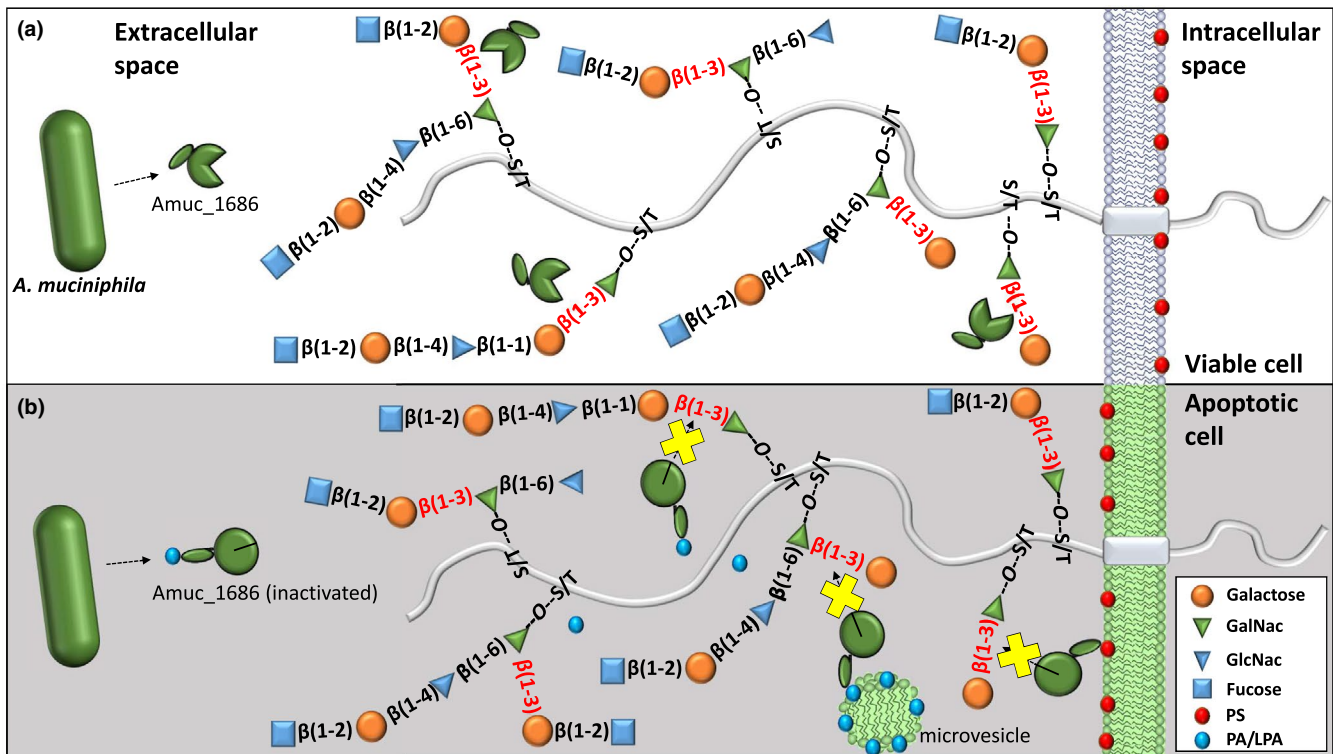 (a)
Extracellular
space
Intracellular
space
β(1-2)
β(1-3)
β(1-6)
β(1-4)
β(1-2)
O---S/T
β(1-2)
β(1-3)
β(1-6)
O---T/S
β(1-2)
β(1-3)
O---S/T
Amuc_1686
A. muciniphila
O---S/T
β(1-3)
β(1-6)
β(1-4)
β(1-2)
S/T---O
β(1-3)
O---S/T
β(1-2)
β(1-4)
β(1-1)
β(1-3)
Viable cell
(b)
Apoptotic
cell
β(1-2)
β(1-4)
β(1-1)
β(1-3)
O---S/T
β(1-2)
β(1-3)
O---S/T
β(1-2)
β(1-3)
β(1-6)
O---T/S
O---S/T
β(1-3)
β(1-6)
β(1-4)
β(1-2)
O---S/T
β(1-3)
Amuc_1686 (inactivated)
O---S/T
β(1-6)
β(1-4)
β(1-2)
β(1-3)
β(1-2)
microvesicle
Galactose
GalNac
GlcNac
Fucose
PS
PA/LPA